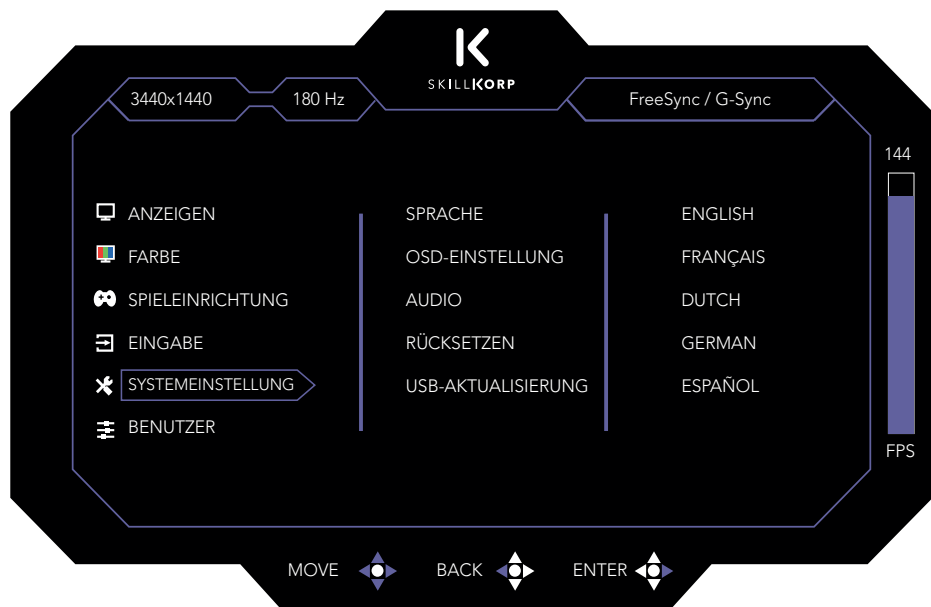 K
SKILLKORP
3440x1440
180 Hz
FreeSync / G-Sync
144
ANZEIGEN
FARBE
SPIELEINRICHTUNG
EINGABE
SYSTEMEINSTELLUNG
BENUTZER
SPRACHE
OSD-EINSTELLUNG
AUDIO
RÜCKSETZEN
USB-AKTUALISIERUNG
ENGLISH
FRANÇAIS
DUTCH
GERMAN
ESPAÑOL
FPS
MOVE
BACK
ENTER